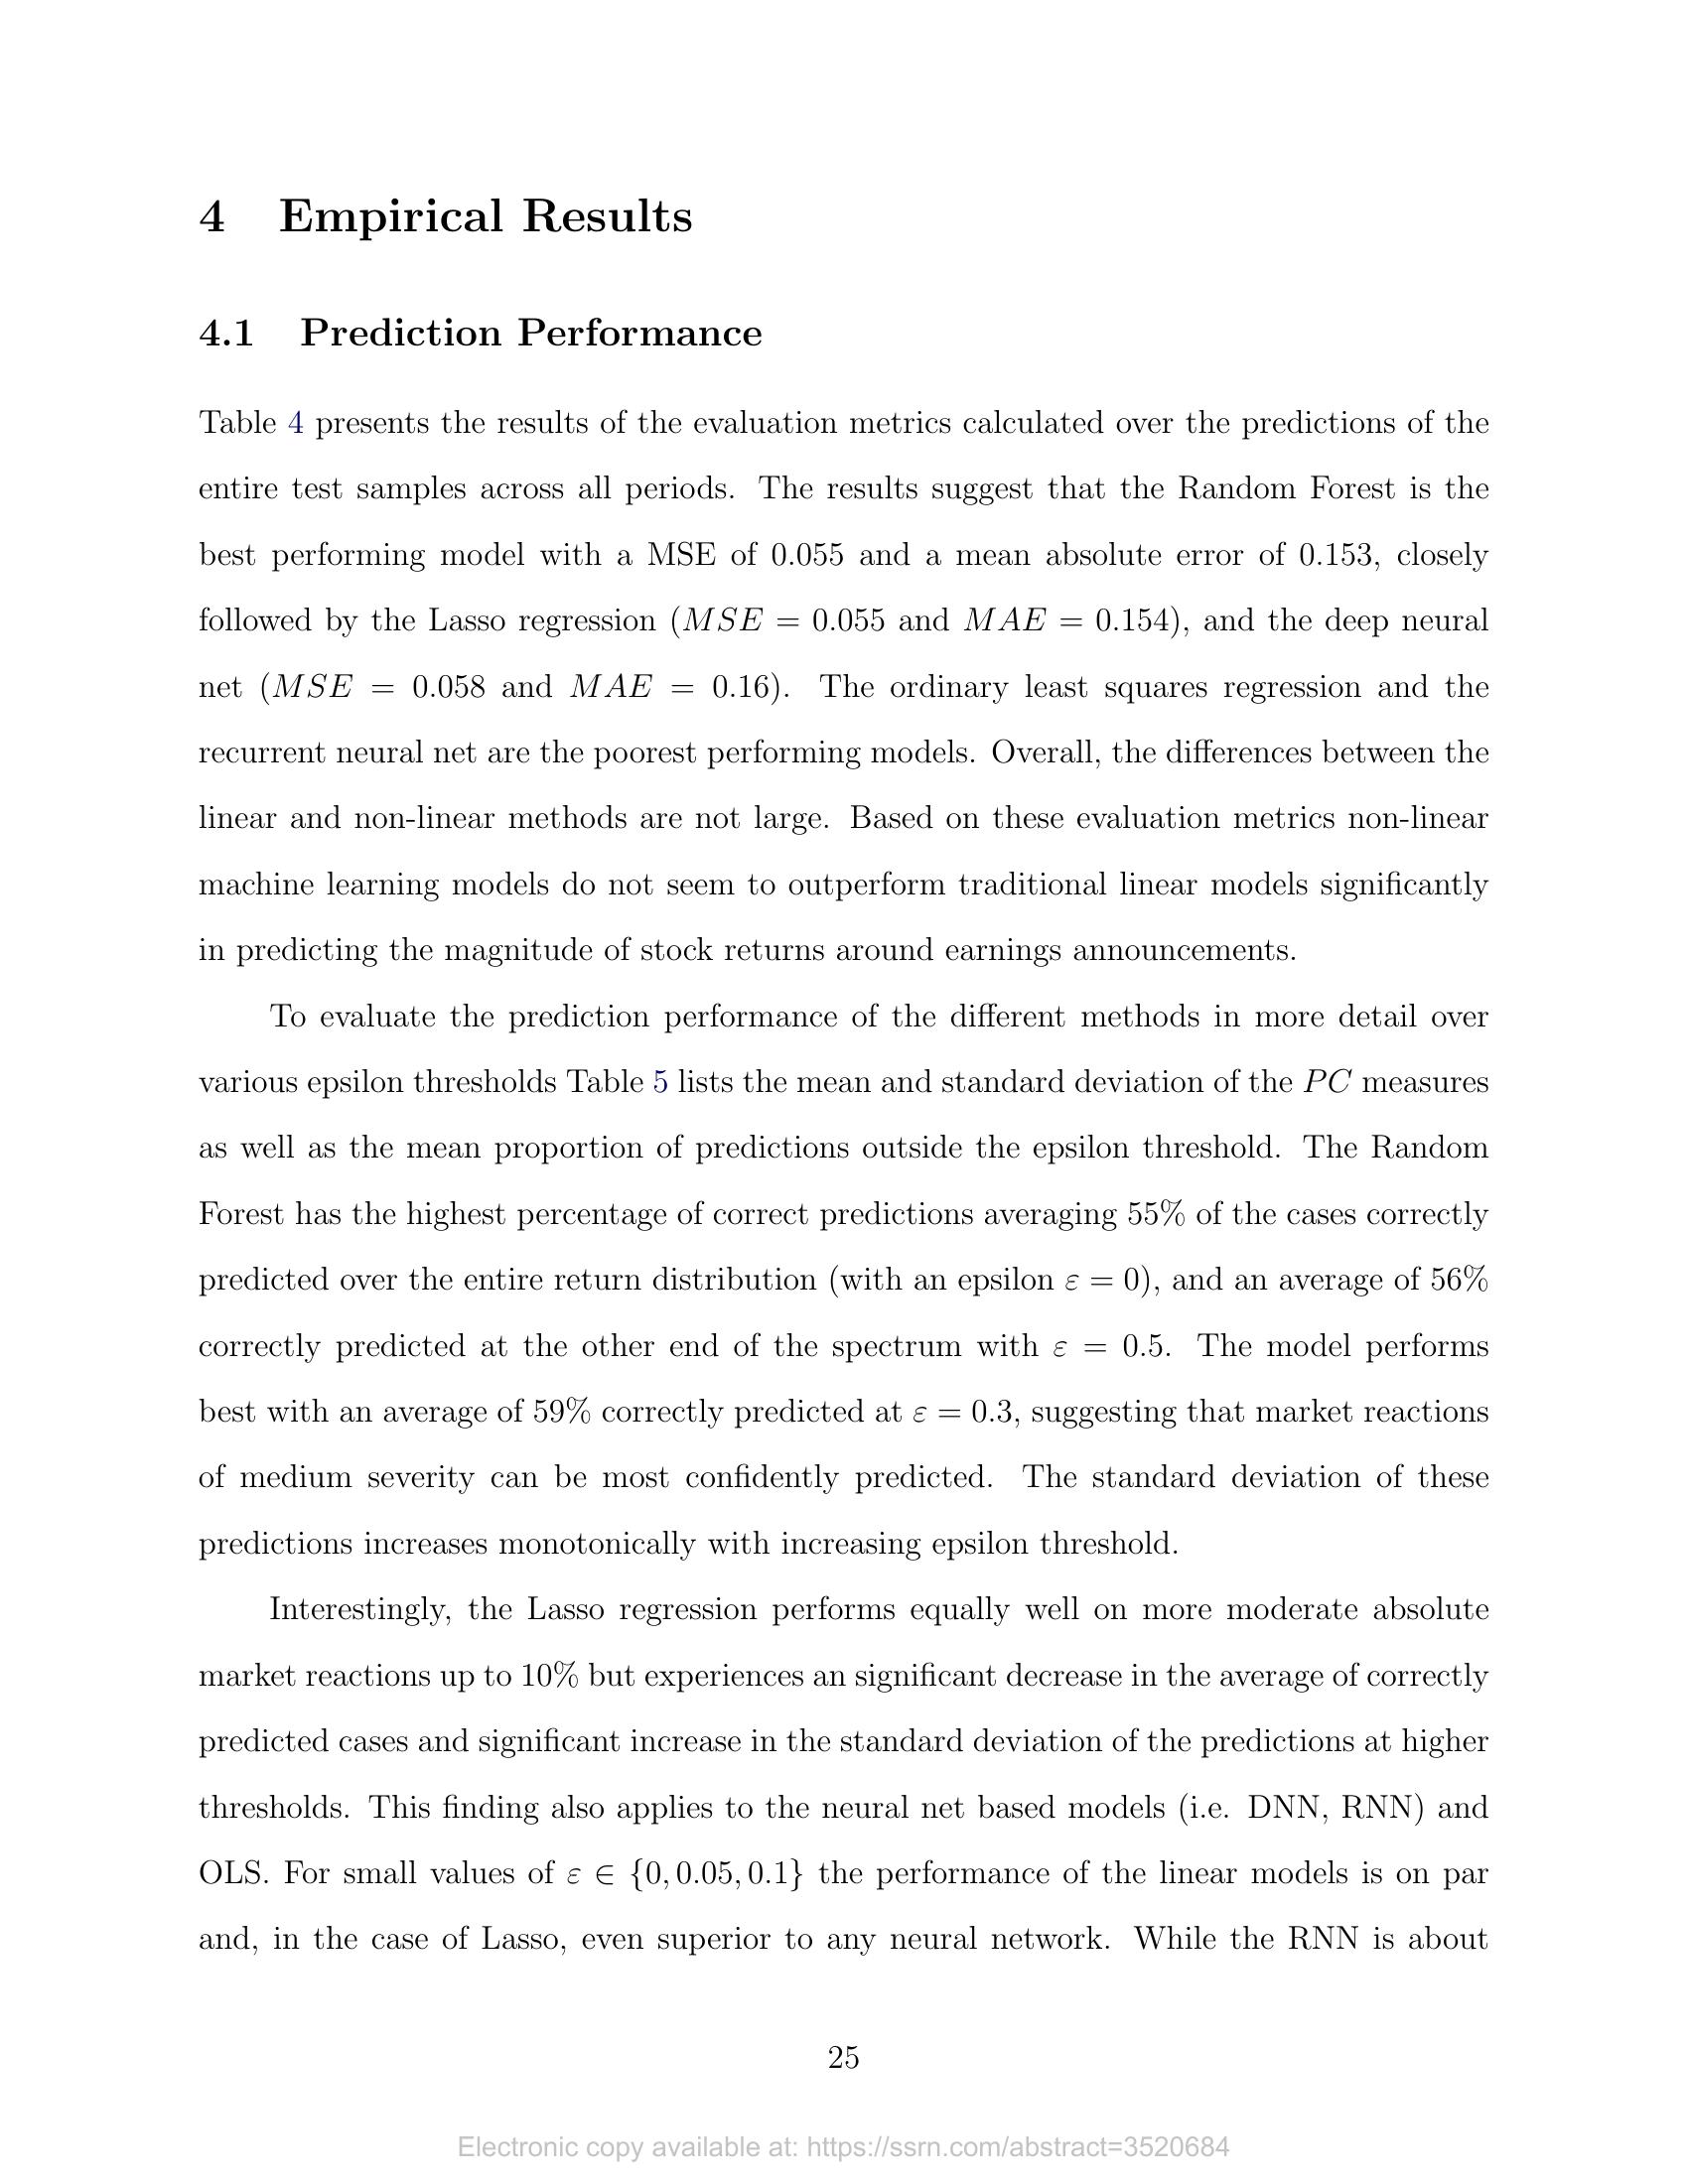 4 Empirical Results
4.1 Prediction Performance
Table 4 presents the results of the evaluation metrics calculated over the predictions of the
entire test samples across all periods. The results suggest that the Random Forest is the
best performing model with a MSE of 0.055 and a mean absolute error of 0.153, closely
followed by the Lasso regression (MSE = 0.055 and MAE = 0.154), and the deep neural
net (MSE = 0.058 and MAE = 0.16). The ordinary least squares regression and the
recurrent neural net are the poorest performing models. Overall, the differences between the
linear and non-linear methods are not large. Based on these evaluation metrics non-linear
machine learning models do not seem to outperform traditional linear models significantly
in predicting the magnitude of stock returns around earnings announcements.
To evaluate the prediction performance of the different methods in more detail over
various epsilon thresholds Table 5 lists the mean and standard deviation of the PC measures
as well as the mean proportion of predictions outside the epsilon threshold. The Random
Forest has the highest percentage of correct predictions averaging 55% of the cases correctly
predicted over the entire return distribution (with an epsilon ε = 0), and an average of 56%
correctly predicted at the other end of the spectrum with ε = 0.5. The model performs
best with an average of 59% correctly predicted at ε = 0.3, suggesting that market reactions
of medium severity can be most confidently predicted. The standard deviation of these
predictions increases monotonically with increasing epsilon threshold.
Interestingly, the Lasso regression performs equally well on more moderate absolute
market reactions up to 10% but experiences an significant decrease in the average of correctly
predicted cases and significant increase in the standard deviation of the predictions at higher
thresholds. This finding also applies to the neural net based models (i.e. DNN, RNN) and
OLS. For small values of ε ∈ {0, 0.05, 0.1} the performance of the linear models is on par
and, in the case of Lasso, even superior to any neural network. While the RNN is about
25
Electronic copy available at: https://ssrn.com/abstract=3520684